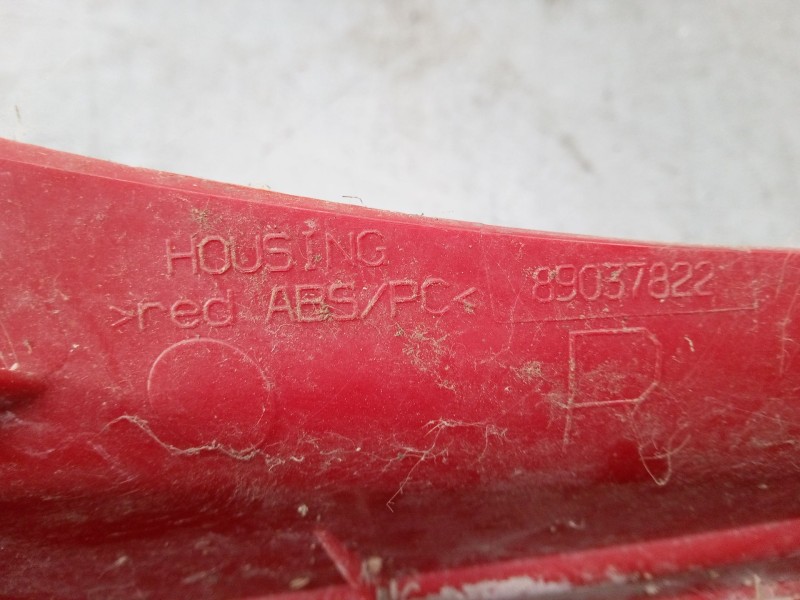 HOUSING
>red ABS/PC<
89037822
R